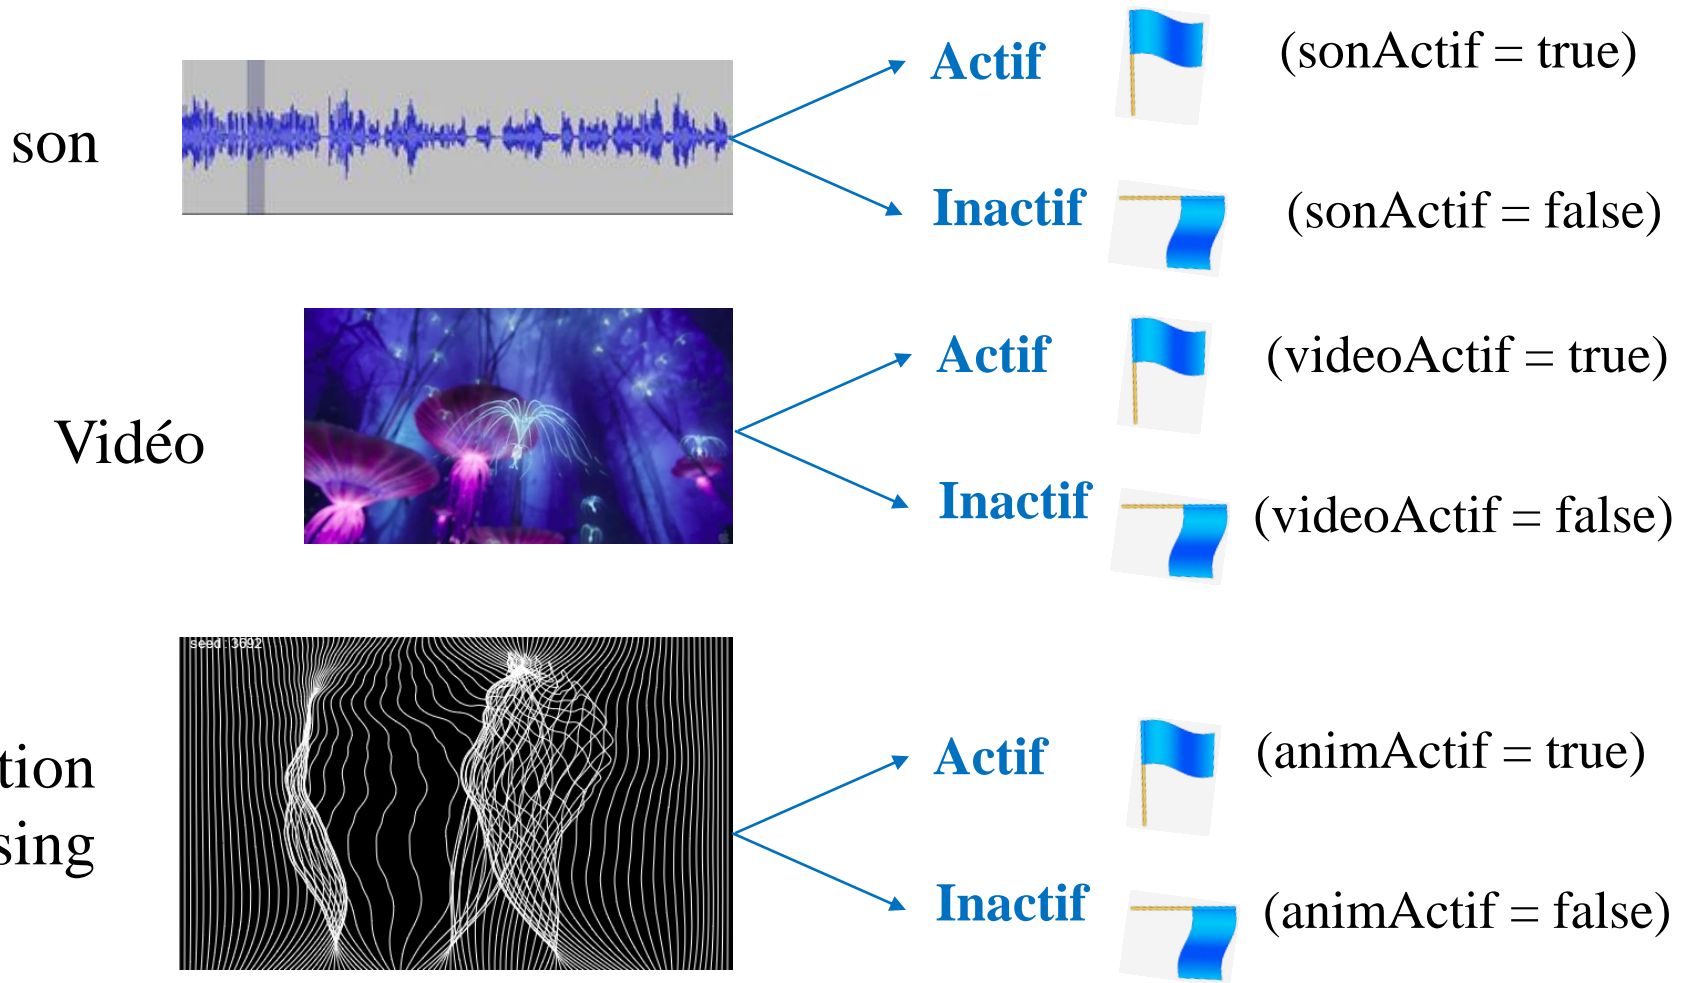 son
Actif
(sonActif = true)
Inactif
(sonActif = false)
Vidéo
Actif
(videoActif = true)
Inactif
(videoActif = false)
seed:3692
tion
sing
Actif
(animActif = true)
Inactif
(animActif = false)